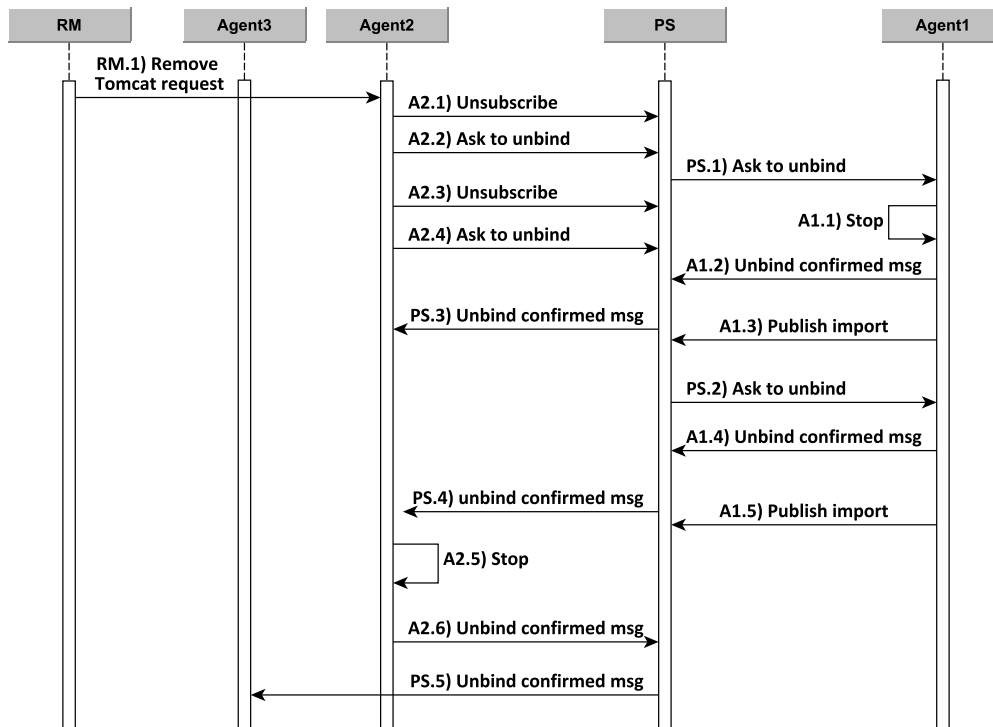 RM
Agent3
Agent2
PS
Agent1
RM.1) Remove
Tomcat request
A2.1) Unsubscribe
A2.2) Ask to unbind
PS.1) Ask to unbind
A2.3) Unsubscribe
A1.1) Stop
A2.4) Ask to unbind
A1.2) Unbind confirmed msg
PS.3) Unbind confirmed msg
A1.3) Publish import
PS.2) Ask to unbind
A1.4) Unbind confirmed msg
PS.4) unbind confirmed msg
A1.5) Publish import
A2.5) Stop
A2.6) Unbind confirmed msg
PS.5) Unbind confirmed msg